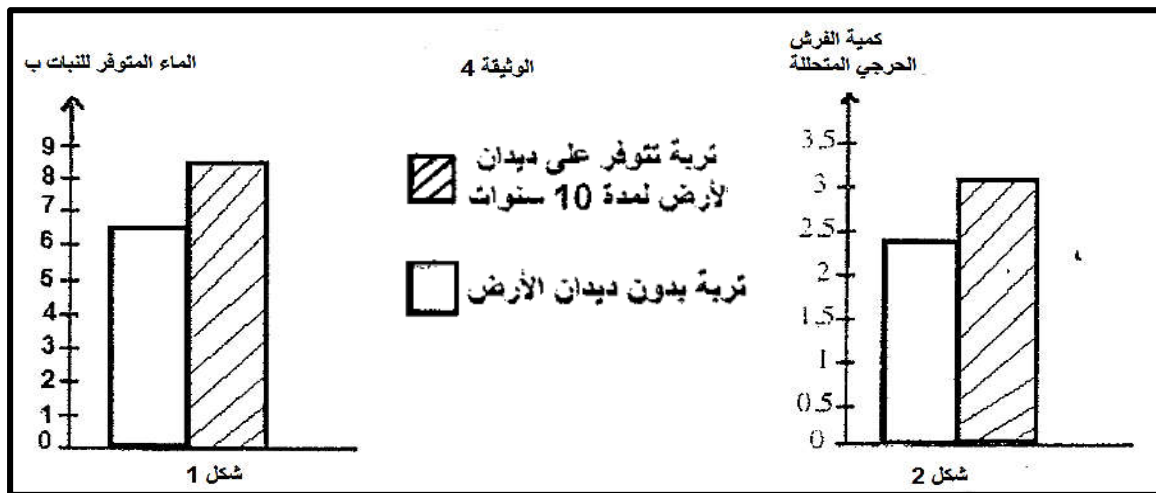 الوثيقة 4
الماء المتوفر للنبات ب
9
8
7
6
5
4
3
2
1
0
شكل 1
تربة تتوفر على ديدان
لأرض لمدة 10 سنوات
تربة بدون ديدان الأرض
كمية الفرش
الحرجي المتحللة
3.5
3
2.5
2
1.5
1
0.5
0
شكل 2